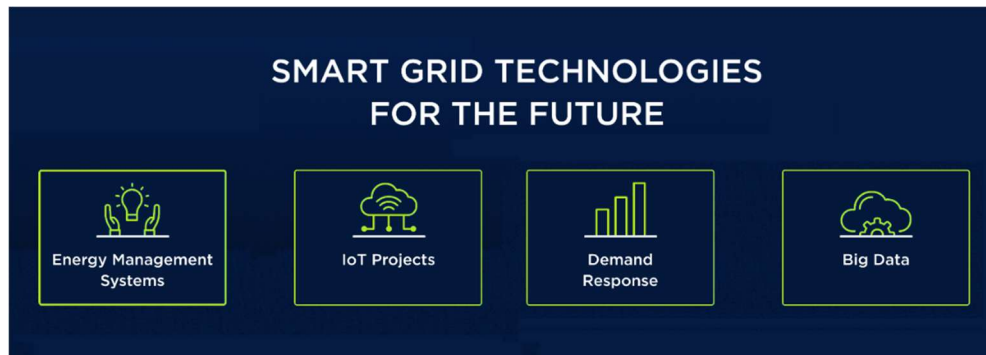 SMART GRID TECHNOLOGIES
FOR THE FUTURE
Energy Management
Systems
IoT Projects
Demand
Response
Big Data